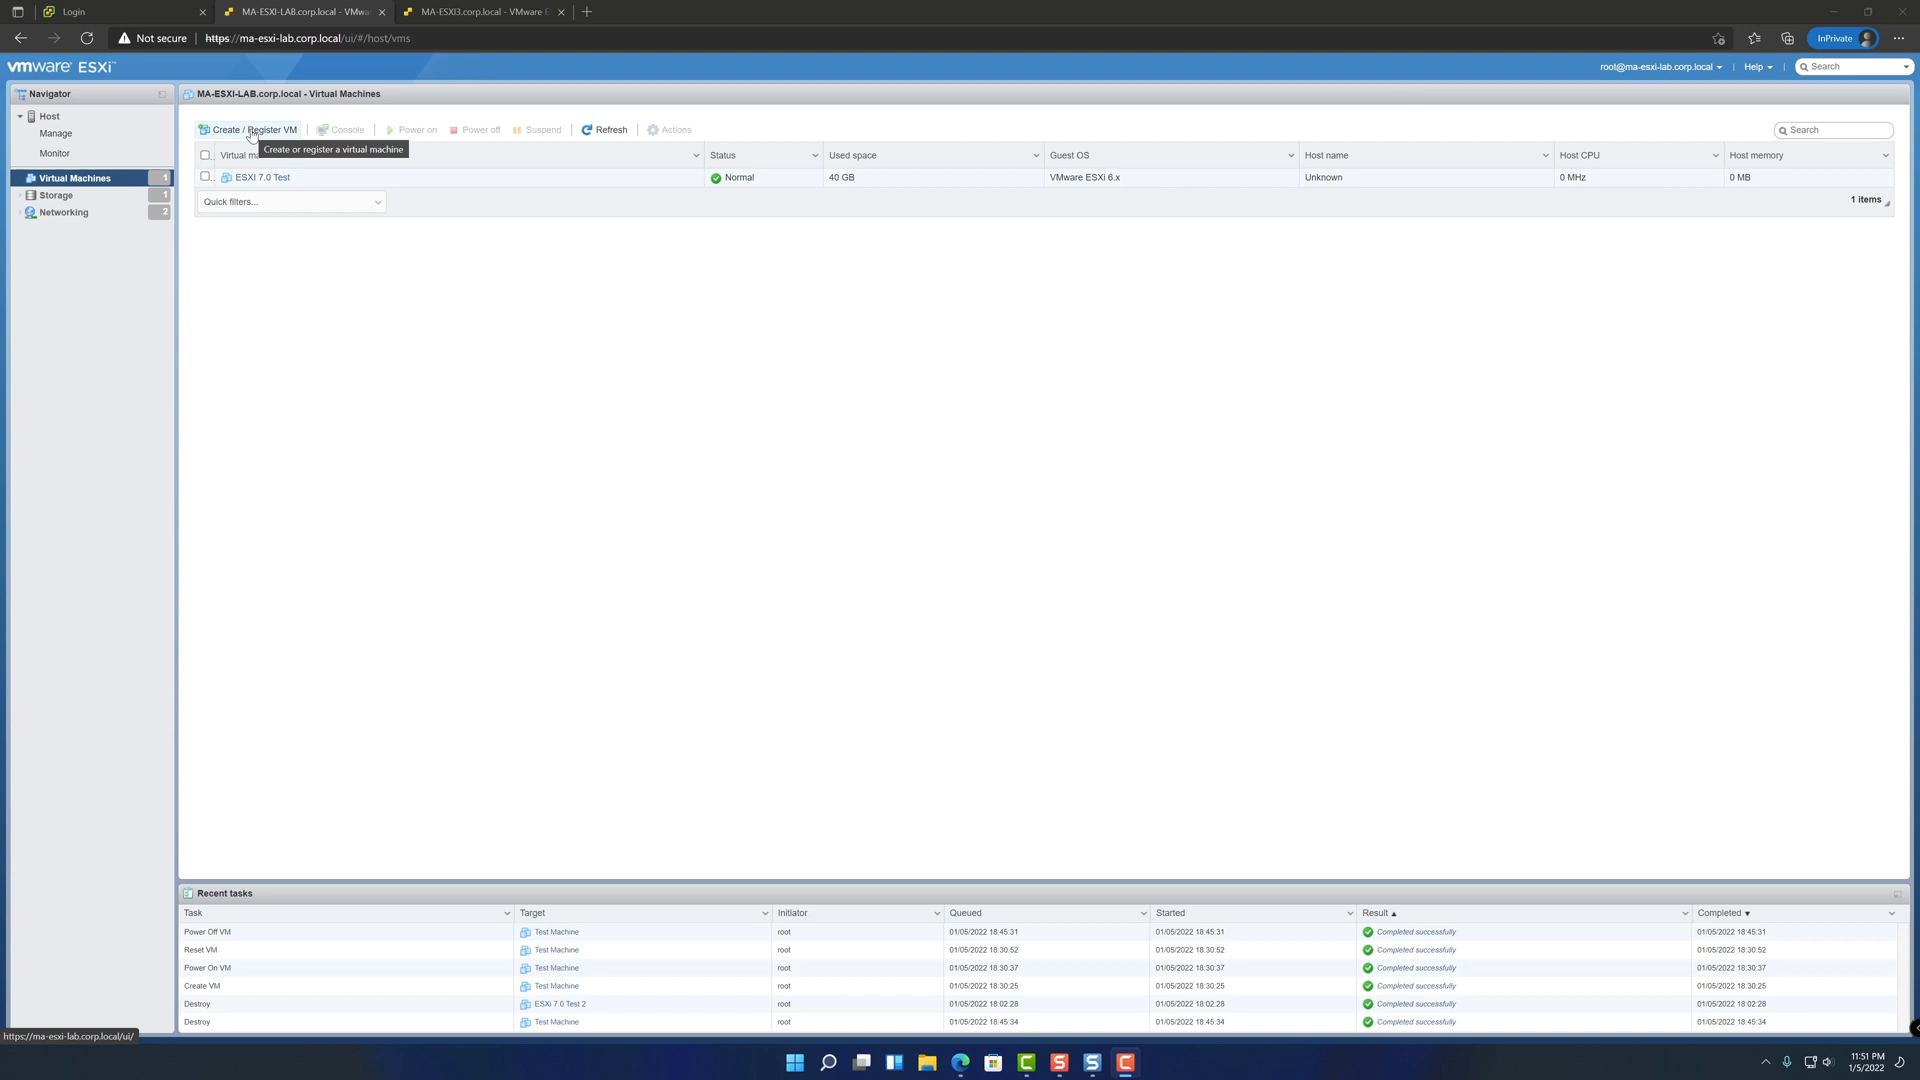 Login
MA-ESXI-LAB.corp.local - VMwa
MA-ESXI3.corp.local - VMware E
Not secure
https://ma-esxi-lab.corp.local/ui/#/host/vms
InPrivate
vmware ESXi™
root@ma-esxi-lab.corp.local
Help
Search
Navigator
MA-ESXI-LAB.corp.local - Virtual Machines
Host
Manage
Monitor
Virtual Machines 1
Storage 1
Networking 2
Create / Register VM
Console
Power on
Power off
Suspend
Refresh
Actions
Search
Create or register a virtual machine
Virtual ma Status Used space Guest OS Host name Host CPU Host memory
ESXI 7.0 Test Normal 40 GB VMware ESXi 6.x Unknown 0 MHz 0 MB
Quick filters...
1 items
Recent tasks
Task Target Initiator Queued Started Result Completed
Power Off VM Test Machine root 01/05/2022 18:45:31 01/05/2022 18:45:31 Completed successfully 01/05/2022 18:45:31
Reset VM Test Machine root 01/05/2022 18:30:52 01/05/2022 18:30:52 Completed successfully 01/05/2022 18:30:52
Power On VM Test Machine root 01/05/2022 18:30:37 01/05/2022 18:30:37 Completed successfully 01/05/2022 18:30:37
Create VM Test Machine root 01/05/2022 18:30:25 01/05/2022 18:30:25 Completed successfully 01/05/2022 18:30:25
Destroy ESXi 7.0 Test 2 root 01/05/2022 18:02:28 01/05/2022 18:02:28 Completed successfully 01/05/2022 18:02:28
Destroy Test Machine root 01/05/2022 18:45:34 01/05/2022 18:45:34 Completed successfully 01/05/2022 18:45:34
https://ma-esxi-lab.corp.local/ui/
11:51 PM
1/5/2022